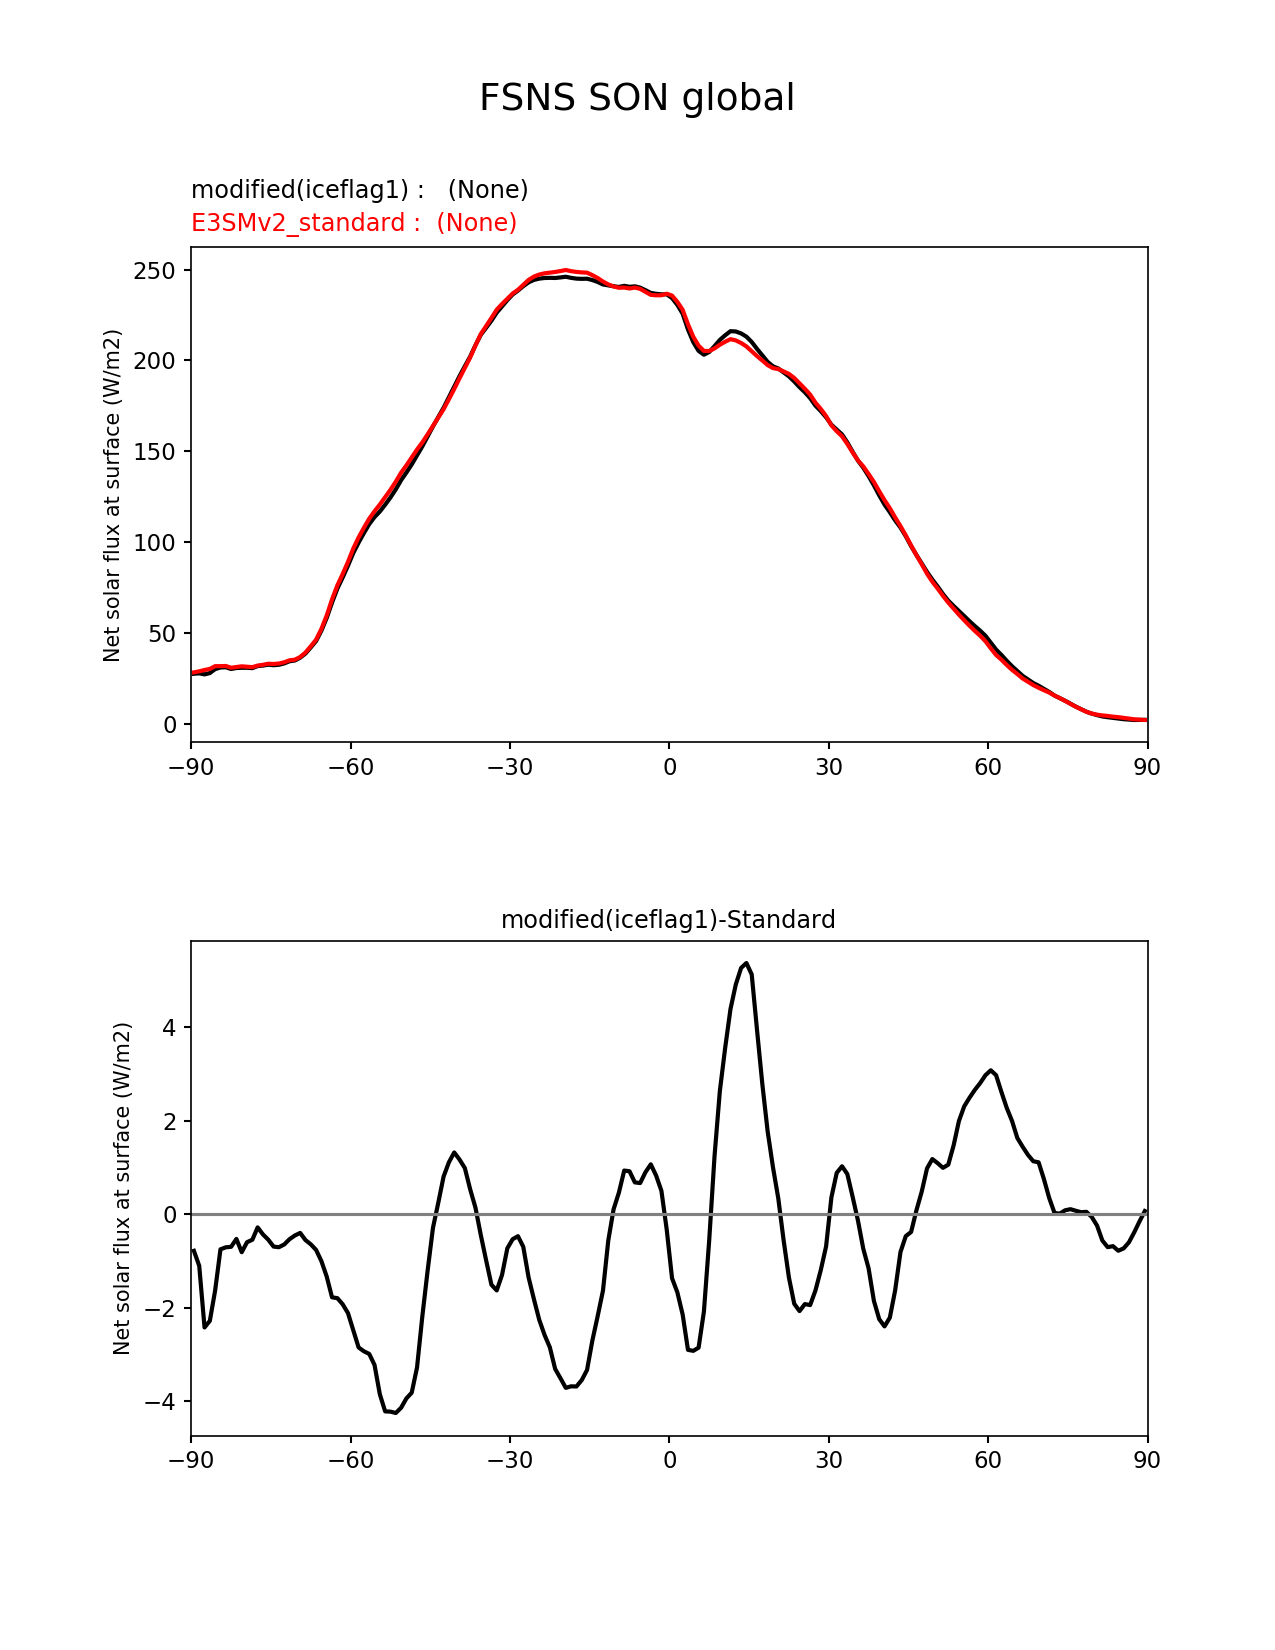 FSNS SON global
modified(iceflag1) :   (None)
E3SMv2_standard :  (None)
Net solar flux at surface (W/m2)
250
200
150
100
50
0
−90 −60 −30 0 30 60 90
modified(iceflag1)-Standard
Net solar flux at surface (W/m2)
4
2
0
−2
−4
−90 −60 −30 0 30 60 90